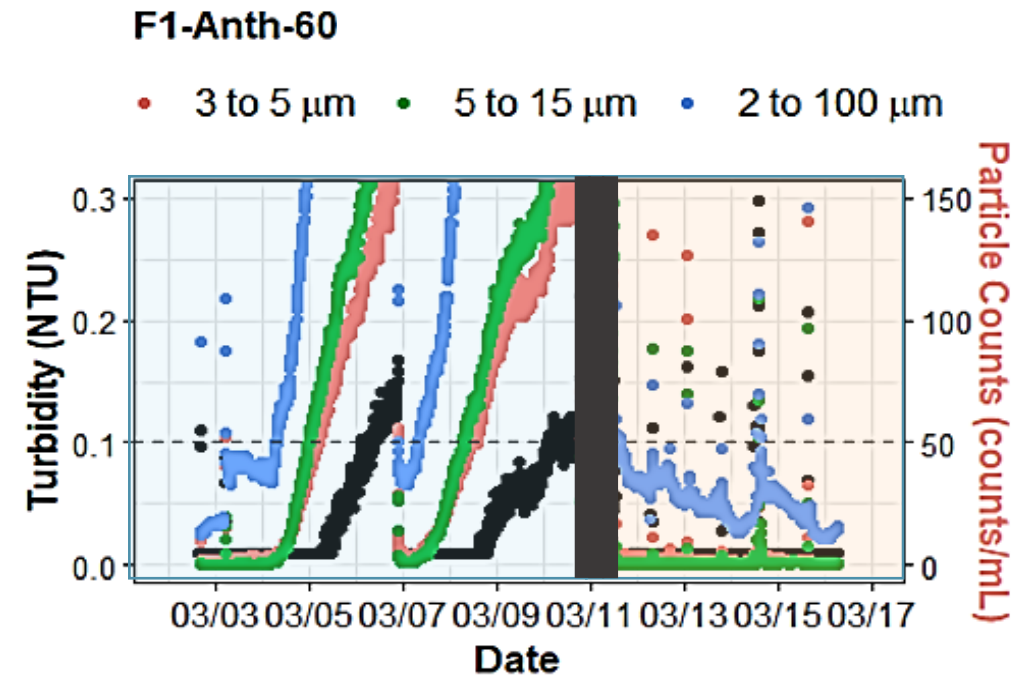 F1-Anth-60
3 to 5 μm
5 to 15 μm
2 to 100 μm
Turbidity (NTU)
0.3
0.2
0.1
0.0
150
100
50
0
Particle Counts (counts/mL)
03/03 03/05 03/07 03/09 03/11 03/13 03/15 03/17
Date